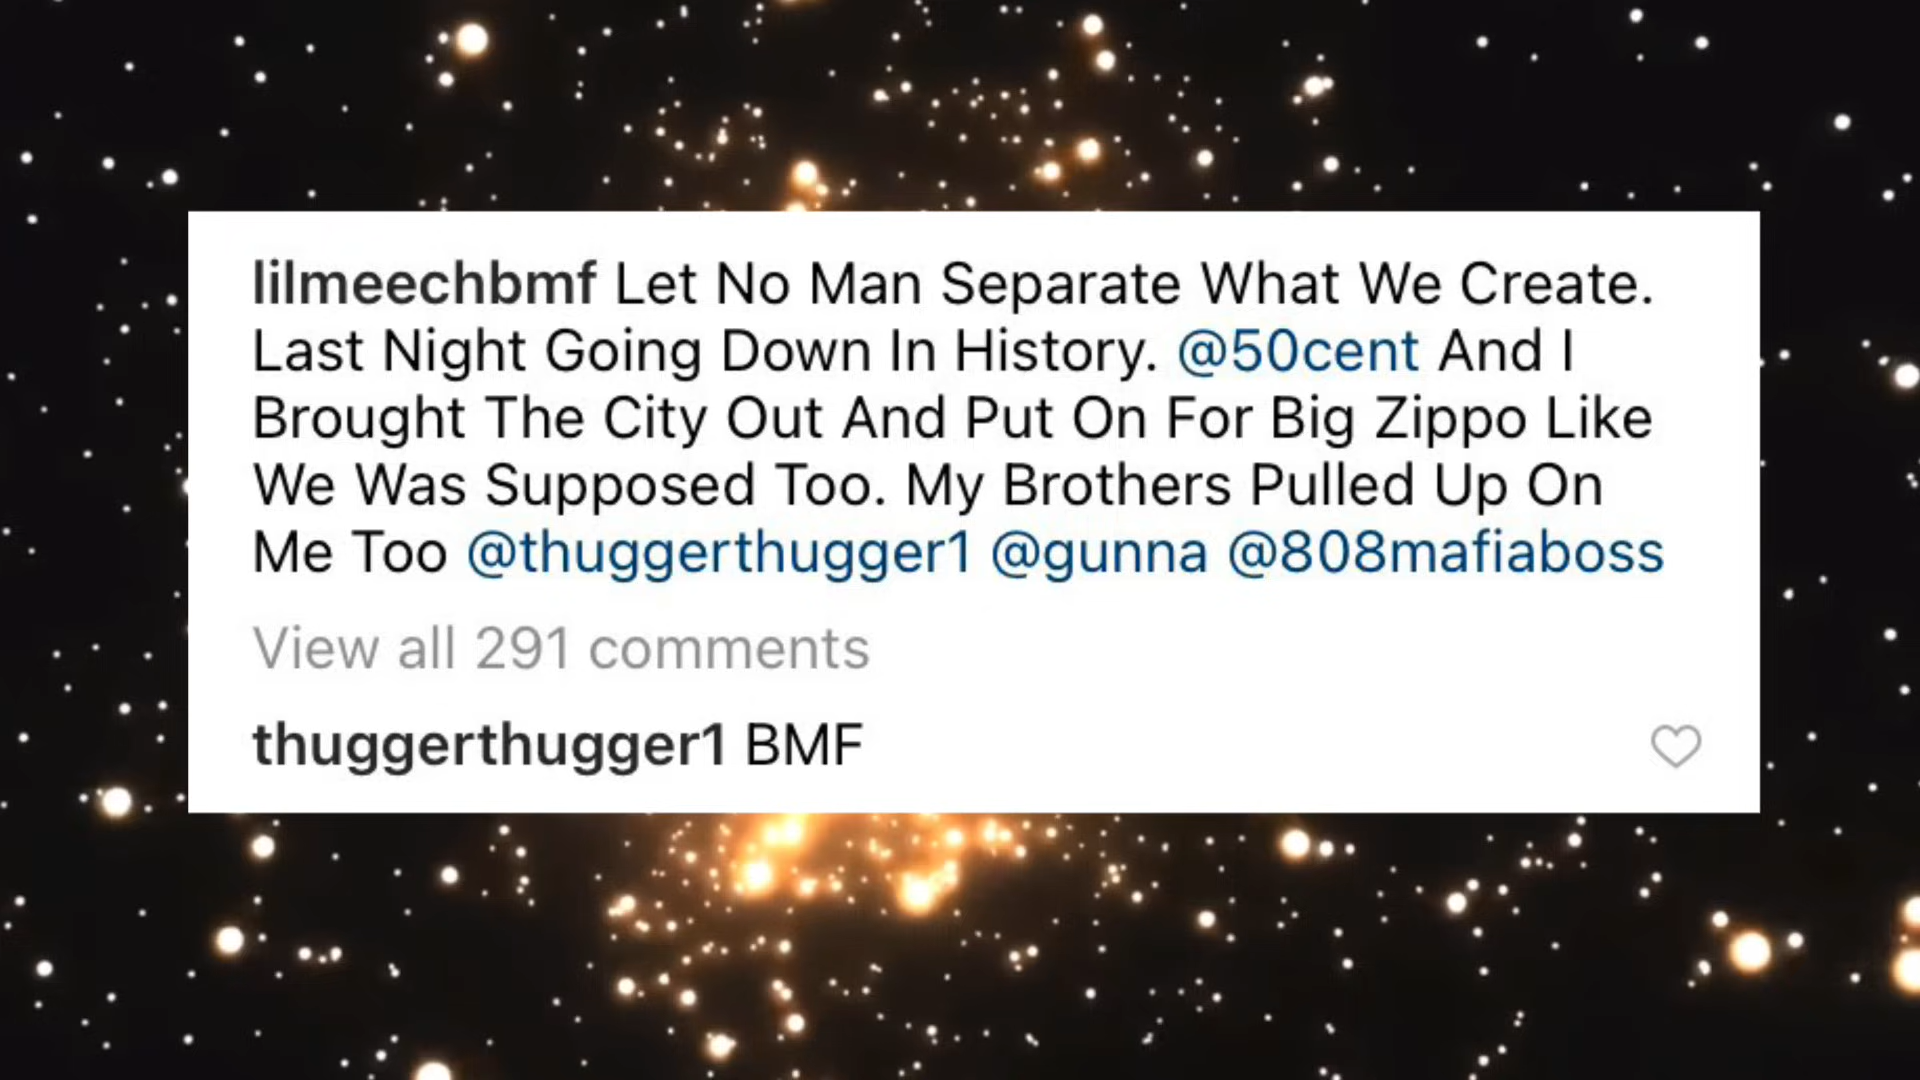 lilmeechbmf Let No Man Separate What We Create.
Last Night Going Down In History. @50cent And I
Brought The City Out And Put On For Big Zippo Like
We Was Supposed Too. My Brothers Pulled Up On
Me Too @thuggerthugger1 @gunna @808mafiaboss
View all 291 comments
thuggerthugger1 BMF